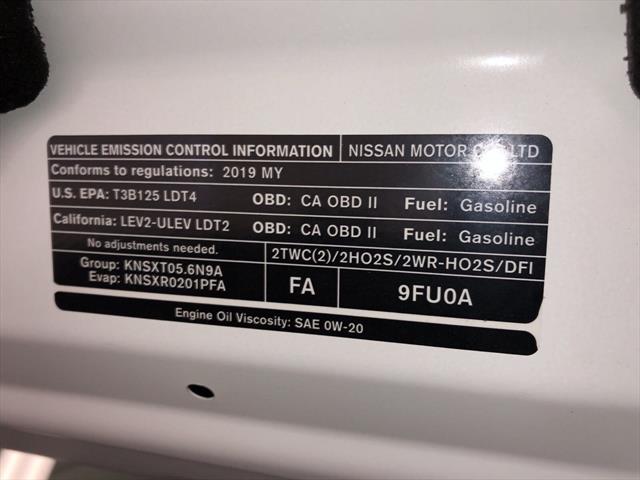 VEHICLE EMISSION CONTROL INFORMATION NISSAN MOTOR CO., LTD
Conforms to regulations: 2019 MY
U.S. EPA: T3B125 LDT4 OBD: CA OBD II Fuel: Gasoline
California: LEV2-ULEV LDT2 OBD: CA OBD II Fuel: Gasoline
No adjustments needed. 2TWC(2)/2HO2S/2WR-HO2S/DFI
Group: KNSXT05.6N9A
Evap: KNSXR0201PFA
FA 9FU0A
Engine Oil Viscosity: SAE 0W-20